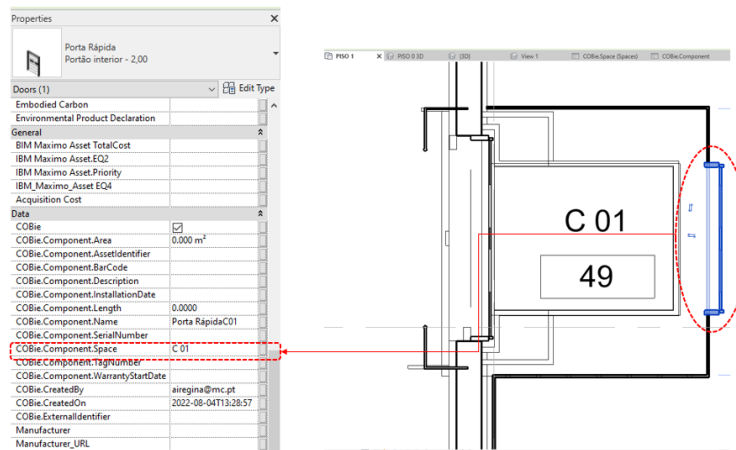 Properties
Porta Rápida
Portão interior - 2,00
Doors (1)
Edit Type
Embodied Carbon
Environmental Product Declaration
General
BIM Maximo Asset TotalCost
IBM Maximo Asset.EQ2
IBM Maximo Asset.Priority
IBM_Maximo_Asset EQ4
Acquisition Cost
Data
COBie
COBie.Component.Area 0.000 m²
COBie.Component.AssetIdentifier
COBie.Component.BarCode
COBie.Component.Description
COBie.Component.InstallationDate
COBie.Component.Length 0.0000
COBie.Component.Name Porta RápidaC01
COBie.Component.SerialNumber
COBie.Component.Space C 01
COBie.Component.TagNumber
COBie.Component.WarrantyStartDate
COBie.CreatedBy airegina@mc.pt
COBie.CreatedOn 2022-08-04T13:28:57
COBie.ExternalIdentifier
Manufacturer
Manufacturer_URL
PISO 1 PISO 0 3D {3D} View 1 COBie.Space (Spaces) COBie.Component
C 01
49